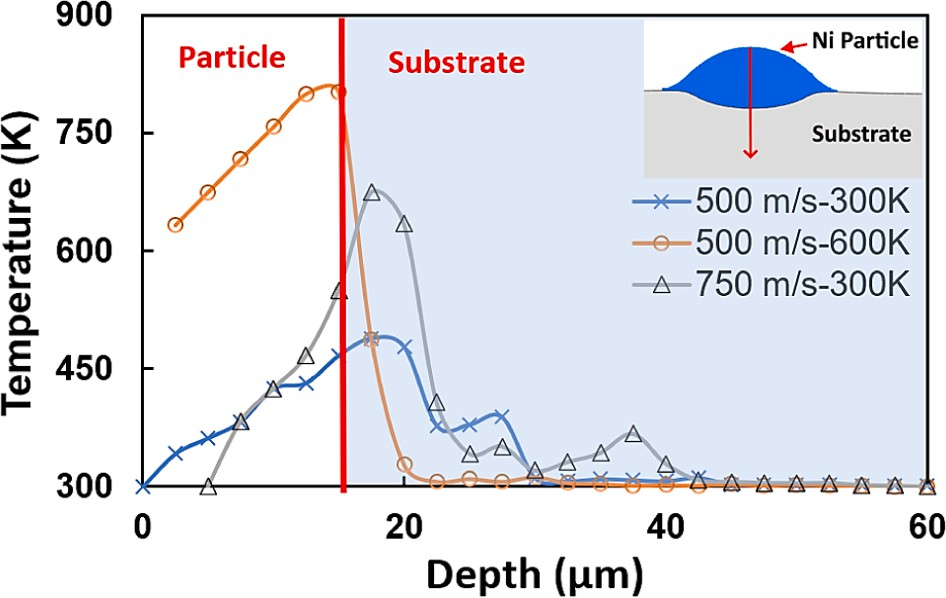 900
750
600
450
300
0
20
40
60
Temperature (K)
Depth (µm)
Particle
Substrate
Ni Particle
Substrate
500 m/s-300K
500 m/s-600K
750 m/s-300K